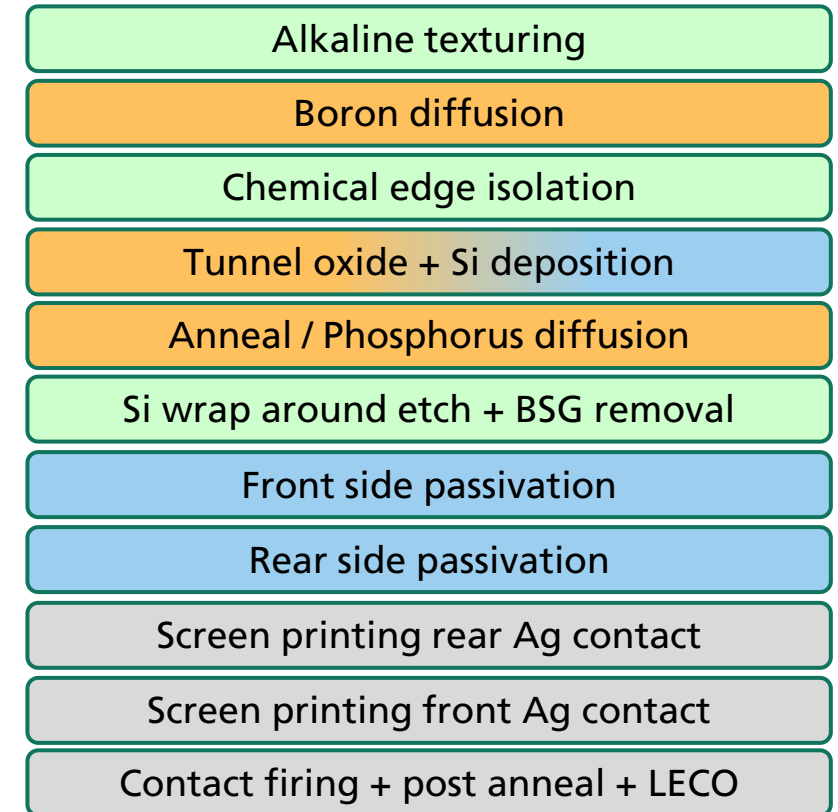 Alkaline texturing
Boron diffusion
Chemical edge isolation
Tunnel oxide + Si deposition
Anneal / Phosphorus diffusion
Si wrap around etch + BSG removal
Front side passivation
Rear side passivation
Screen printing rear Ag contact
Screen printing front Ag contact
Contact firing + post anneal + LECO